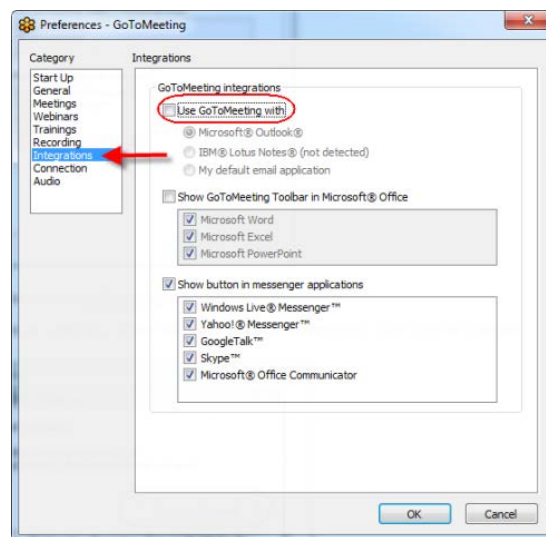 Preferences - GoToMeeting
Category
Integrations
Start Up
General
Meetings
Webinars
Trainings
Recording
Integrations
Connection
Audio
GoToMeeting integrations
Use GoToMeeting with
Microsoft® Outlook®
IBM® Lotus Notes® (not detected)
My default email application
Show GoToMeeting Toolbar in Microsoft® Office
Microsoft Word
Microsoft Excel
Microsoft PowerPoint
Show button in messenger applications
Windows Live® Messenger™
Yahoo!® Messenger™
GoogleTalk™
Skype™
Microsoft® Office Communicator
OK
Cancel